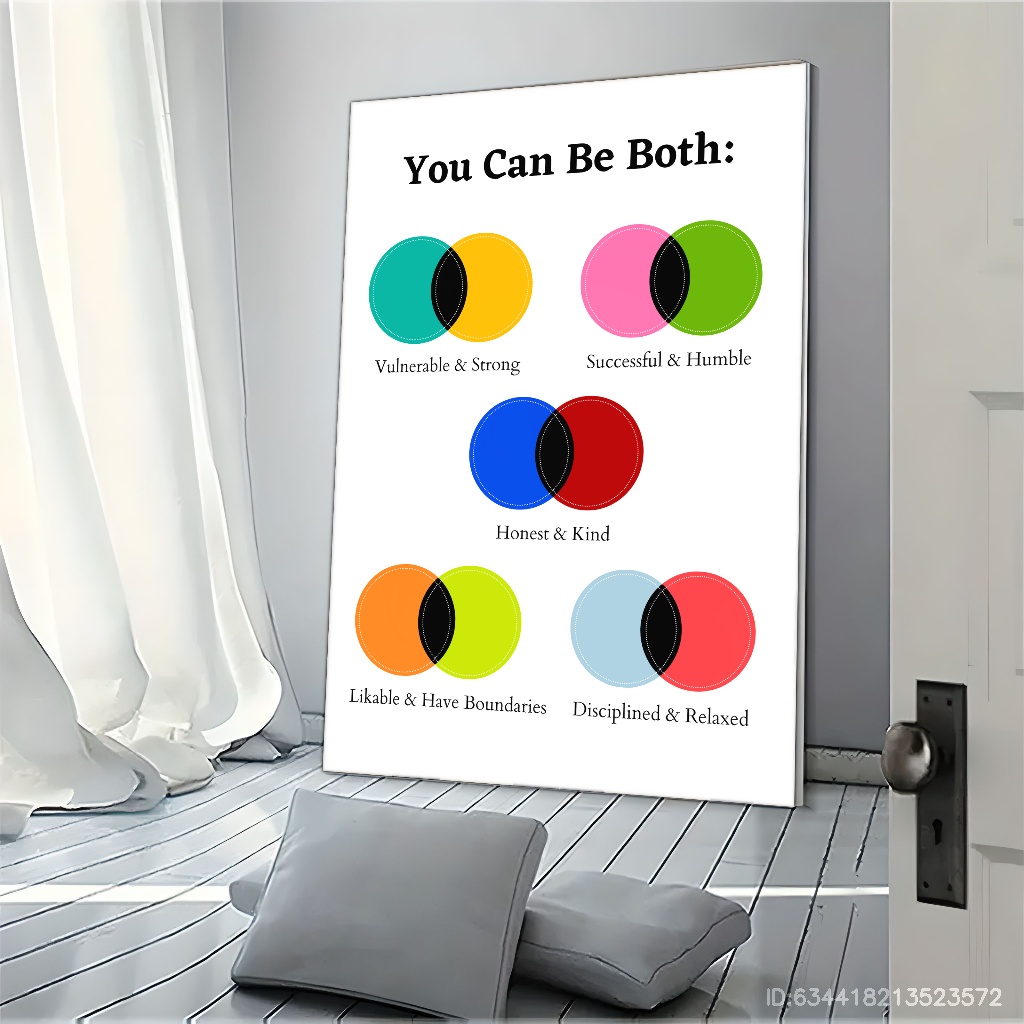 You Can Be Both:
Vulnerable & Strong
Successful & Humble
Honest & Kind
Likable & Have Boundaries
Disciplined & Relaxed
ID:634418213523572